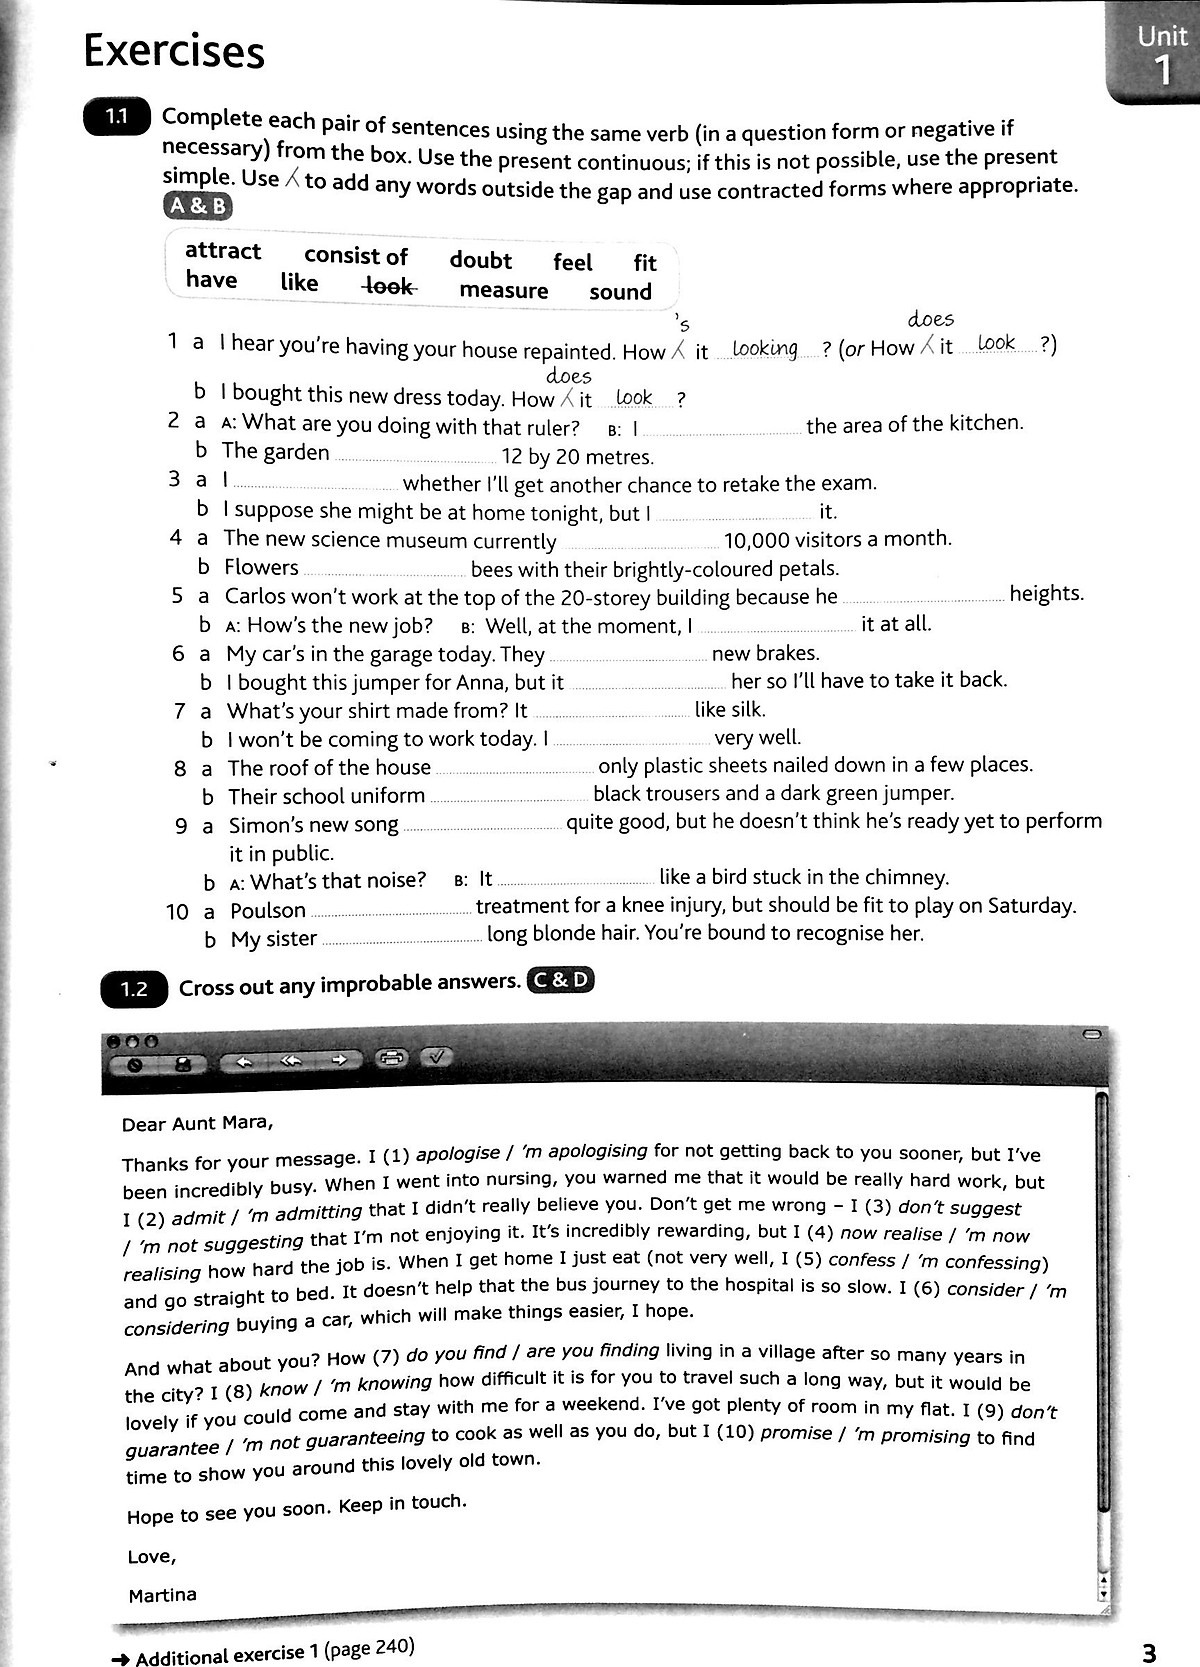 Exercises
Unit
1
1.1 Complete each pair of sentences using the same verb (in a question form or negative if
necessary) from the box. Use the present continuous; if this is not possible, use the present
simple. Use ⁁ to add any words outside the gap and use contracted forms where appropriate.
A & B
attract consist of doubt feel fit
have like look measure sound
's does
1 a I hear you're having your house repainted. How ⁁ it looking ? (or How ⁁ it look ?)
does
b I bought this new dress today. How ⁁ it look ?
2 a A: What are you doing with that ruler? B: I ............ the area of the kitchen.
b The garden ............ 12 by 20 metres.
3 a I ............ whether I'll get another chance to retake the exam.
b I suppose she might be at home tonight, but I ............ it.
4 a The new science museum currently ............ 10,000 visitors a month.
b Flowers ............ bees with their brightly-coloured petals.
5 a Carlos won't work at the top of the 20-storey building because he ............ heights.
b A: How's the new job? B: Well, at the moment, I ............ it at all.
6 a My car's in the garage today. They ............ new brakes.
b I bought this jumper for Anna, but it ............ her so I'll have to take it back.
7 a What's your shirt made from? It ............ like silk.
b I won't be coming to work today. I ............ very well.
8 a The roof of the house ............ only plastic sheets nailed down in a few places.
b Their school uniform ............ black trousers and a dark green jumper.
9 a Simon's new song ............ quite good, but he doesn't think he's ready yet to perform
it in public.
b A: What's that noise? B: It ............ like a bird stuck in the chimney.
10 a Poulson ............ treatment for a knee injury, but should be fit to play on Saturday.
b My sister ............ long blonde hair. You're bound to recognise her.
1.2 Cross out any improbable answers. C & D
Dear Aunt Mara,
Thanks for your message. I (1) apologise / 'm apologising for not getting back to you sooner, but I've
been incredibly busy. When I went into nursing, you warned me that it would be really hard work, but
I (2) admit / 'm admitting that I didn't really believe you. Don't get me wrong – I (3) don't suggest
/ 'm not suggesting that I'm not enjoying it. It's incredibly rewarding, but I (4) now realise / 'm now
realising how hard the job is. When I get home I just eat (not very well, I (5) confess / 'm confessing)
and go straight to bed. It doesn't help that the bus journey to the hospital is so slow. I (6) consider / 'm
considering buying a car, which will make things easier, I hope.
And what about you? How (7) do you find / are you finding living in a village after so many years in
the city? I (8) know / 'm knowing how difficult it is for you to travel such a long way, but it would be
lovely if you could come and stay with me for a weekend. I've got plenty of room in my flat. I (9) don't
guarantee / 'm not guaranteeing to cook as well as you do, but I (10) promise / 'm promising to find
time to show you around this lovely old town.
Hope to see you soon. Keep in touch.
Love,
Martina
➜ Additional exercise 1 (page 240)
3